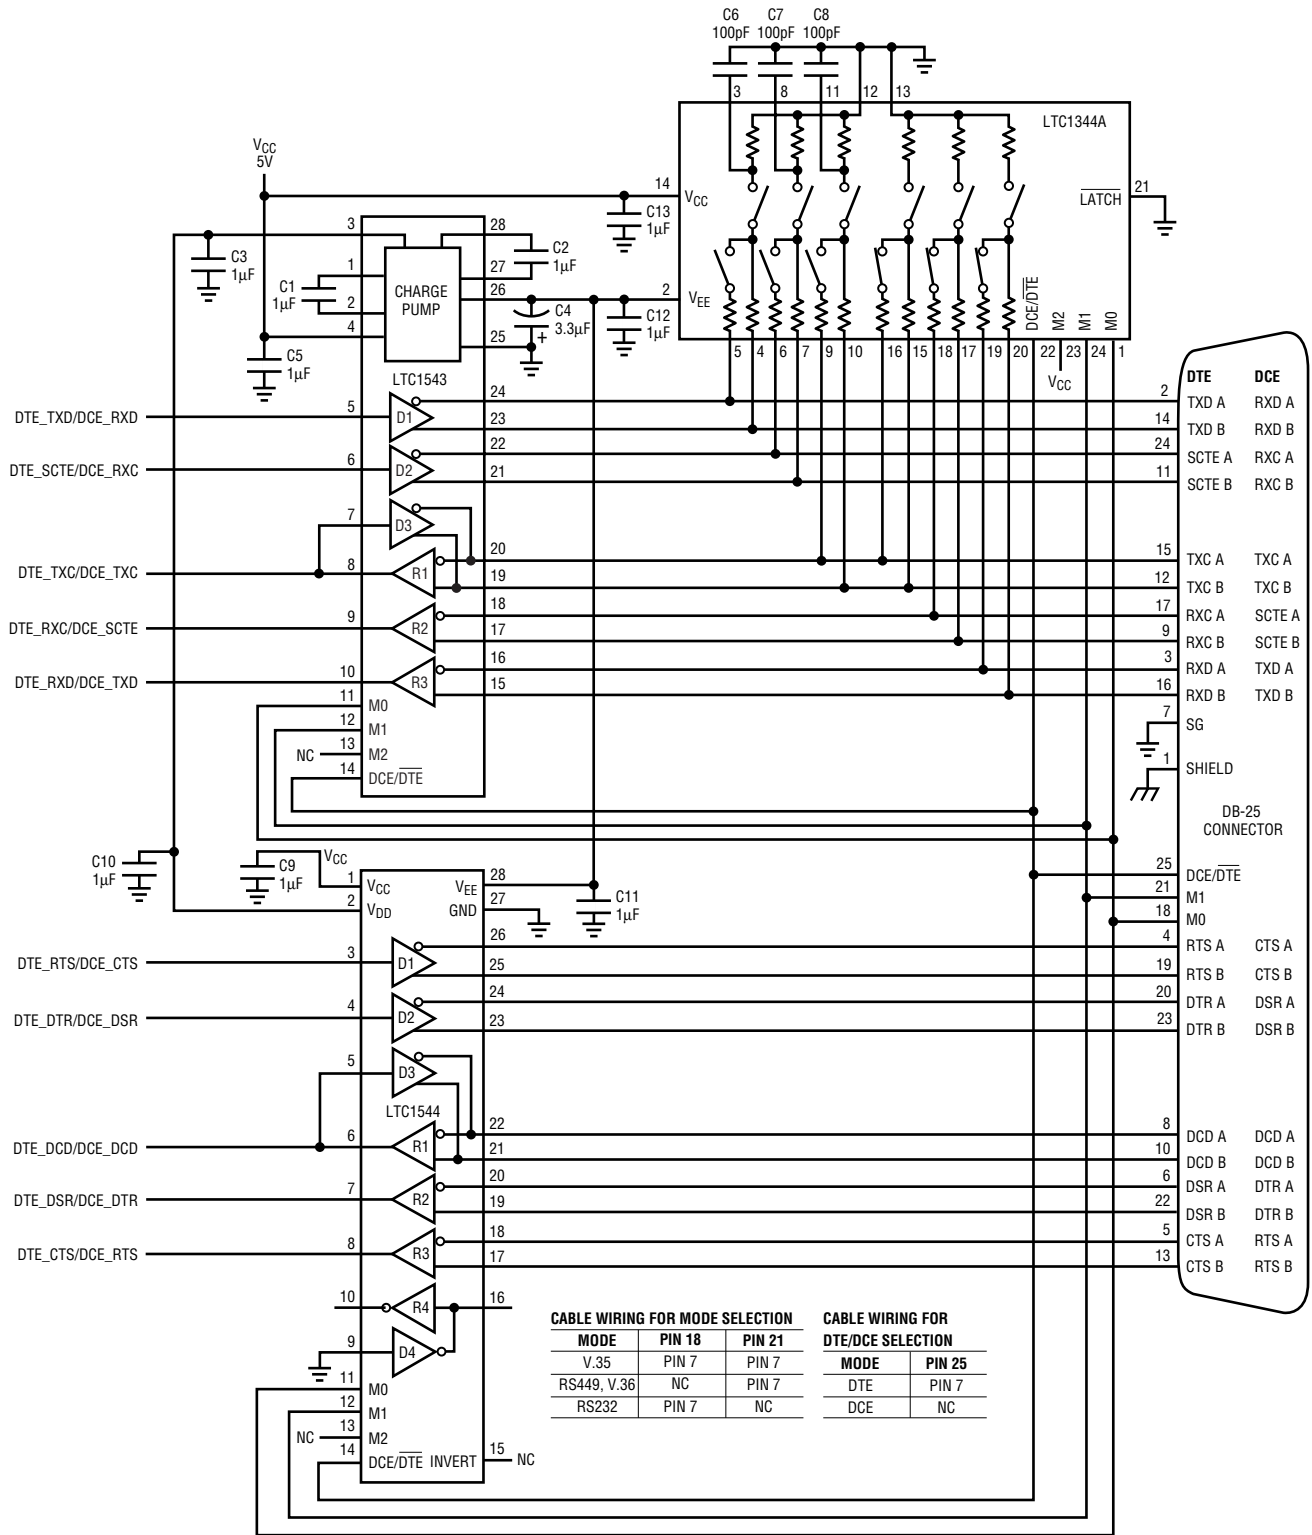 C6 C7 C8
100pF 100pF 100pF
3 8 11 12 13
LTC1344A
VCC
5V
14 VCC
LATCH 21
C13
1µF
3 28
C3
1µF
C2
1µF
1 27
C1
1µF
CHARGE
PUMP
26
2 VEE
2
C4
3.3µF
+
C12
1µF
4 25
C5
1µF
DCE/DTE M2 M1 M0
5 4 6 7 9 10 16 15 18 17 19 20 22 23 24 1
VCC
LTC1543
DTE DCE
DTE_TXD/DCE_RXD 5 D1 24 2 TXD A RXD A
23 14 TXD B RXD B
DTE_SCTE/DCE_RXC 6 D2 22 24 SCTE A RXC A
21 11 SCTE B RXC B
7 D3
DTE_TXC/DCE_TXC 8 R1 20 15 TXC A TXC A
19 12 TXC B TXC B
DTE_RXC/DCE_SCTE 9 R2 18 17 RXC A SCTE A
17 9 RXC B SCTE B
DTE_RXD/DCE_TXD 10 R3 16 3 RXD A TXD A
15 16 RXD B TXD B
11 M0
12 M1
NC 13 M2
14 DCE/DTE
7 SG
1 SHIELD
DB-25
CONNECTOR
C10
1µF
C9
1µF
VCC
1 VCC VEE 28
2 VDD GND 27
C11
1µF
25 DCE/DTE
21 M1
18 M0
DTE_RTS/DCE_CTS 3 D1 26 4 RTS A CTS A
25 19 RTS B CTS B
DTE_DTR/DCE_DSR 4 D2 24 20 DTR A DSR A
23 23 DTR B DSR B
5 D3
LTC1544
DTE_DCD/DCE_DCD 6 R1 22 8 DCD A DCD A
21 10 DCD B DCD B
DTE_DSR/DCE_DTR 7 R2 20 6 DSR A DTR A
19 22 DSR B DTR B
DTE_CTS/DCE_RTS 8 R3 18 5 CTS A RTS A
17 13 CTS B RTS B
10 R4 16
9 D4
11 M0
12 M1
NC 13 M2
14 DCE/DTE INVERT 15 NC
CABLE WIRING FOR MODE SELECTION
MODE PIN 18 PIN 21
V.35 PIN 7 PIN 7
RS449, V.36 NC PIN 7
RS232 PIN 7 NC
CABLE WIRING FOR
DTE/DCE SELECTION
MODE PIN 25
DTE PIN 7
DCE NC